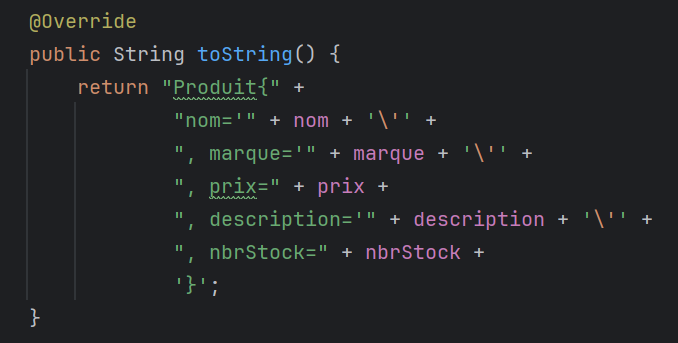 @Override
public String toString() {
    return "Produit{" +
            "nom='" + nom + '\'' +
            ", marque='" + marque + '\'' +
            ", prix=" + prix +
            ", description='" + description + '\'' +
            ", nbrStock=" + nbrStock +
            '}';
}